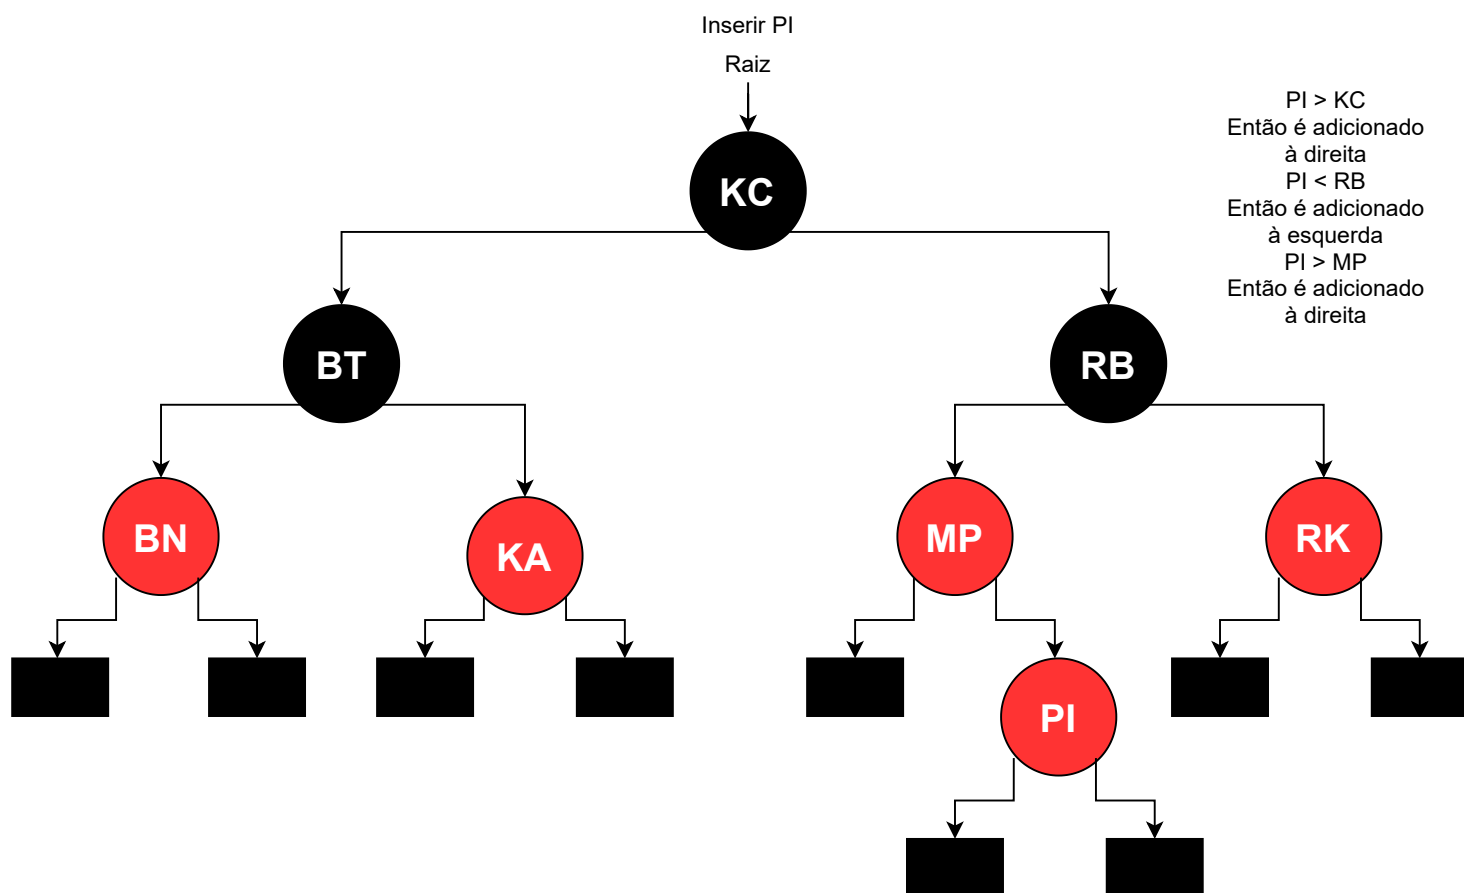 Inserir PI
Raiz
PI > KC
Então é adicionado
à direita
PI < RB
Então é adicionado
à esquerda
PI > MP
Então é adicionado
à direita
KC
BT
RB
BN
KA
MP
RK
PI